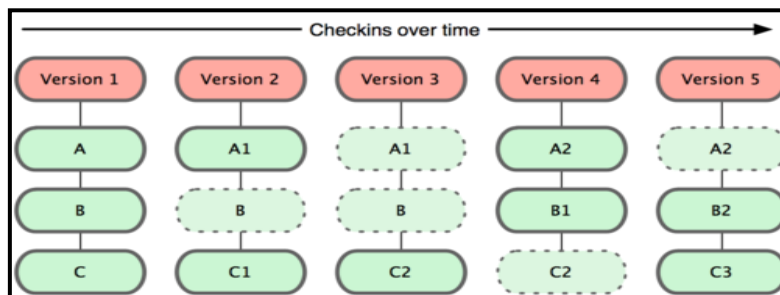 Checkins over time
Version 1 Version 2 Version 3 Version 4 Version 5
A A1 A1 A2 A2
B B B B1 B2
C C1 C2 C2 C3